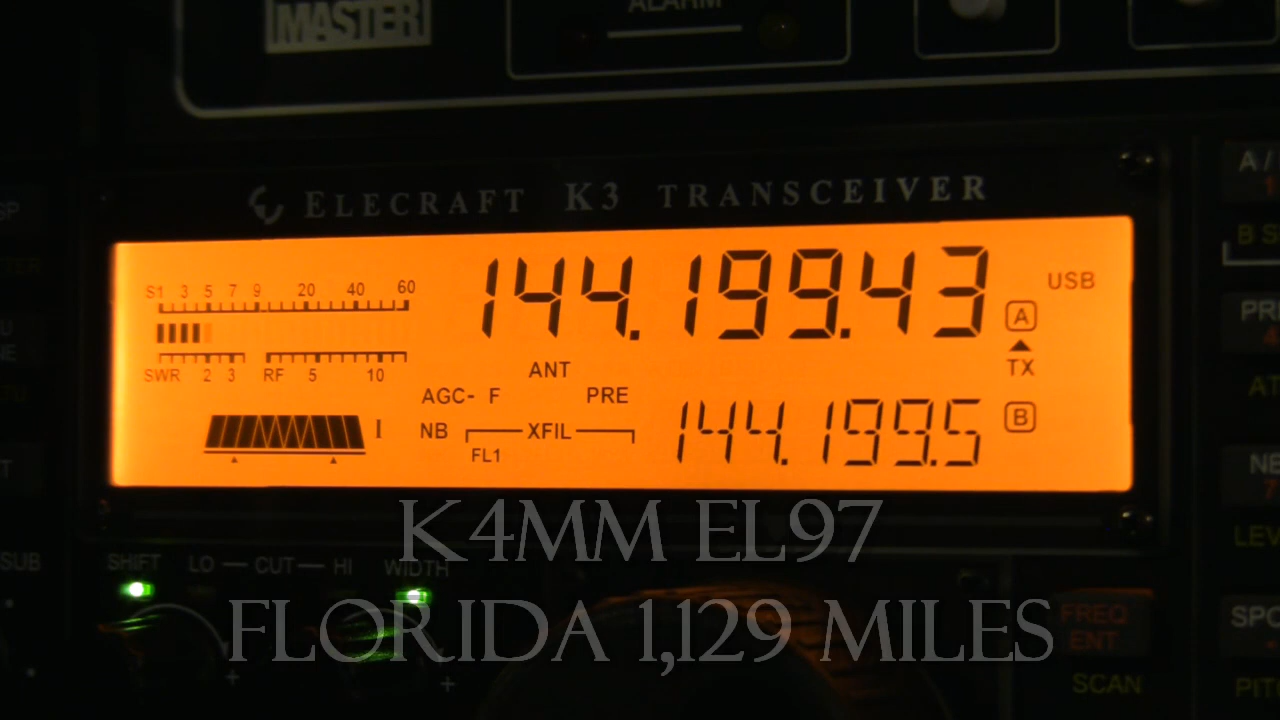 MASTER
ALARM
ELECRAFT K3 TRANSCEIVER
S1 3 5 7 9 20 40 60
144.199.43
USB
A
TX
SWR 2 3 RF 5 10
ANT
AGC- F PRE
NB XFIL
I
FL1
144.199.5
B
K4MM EL97
FLORIDA 1,129 MILES
SUB
SHIFT LO CUT HI WIDTH
+ +
FREQ
ENT
SCAN
A /
B S